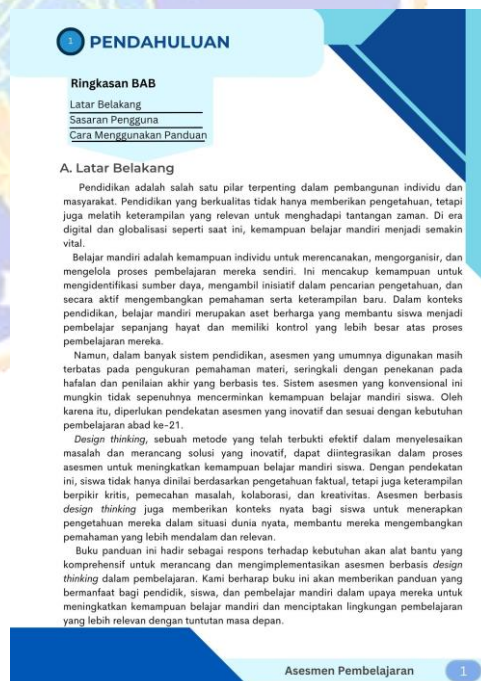 1 PENDAHULUAN
Ringkasan BAB
Latar Belakang
Sasaran Pengguna
Cara Menggunakan Panduan
A. Latar Belakang
Pendidikan adalah salah satu pilar terpenting dalam pembangunan individu dan
masyarakat. Pendidikan yang berkualitas tidak hanya memberikan pengetahuan, tetapi
juga melatih keterampilan yang relevan untuk menghadapi tantangan zaman. Di era
digital dan globalisasi seperti saat ini, kemampuan belajar mandiri menjadi semakin
vital.
Belajar mandiri adalah kemampuan individu untuk merencanakan, mengorganisir, dan
mengelola proses pembelajaran mereka sendiri. Ini mencakup kemampuan untuk
mengidentifikasi sumber daya, mengambil inisiatif dalam pencarian pengetahuan, dan
secara aktif mengembangkan pemahaman serta keterampilan baru. Dalam konteks
pendidikan, belajar mandiri merupakan aset berharga yang membantu siswa menjadi
pembelajar sepanjang hayat dan memiliki kontrol yang lebih besar atas proses
pembelajaran mereka.
Namun, dalam banyak sistem pendidikan, asesmen yang umumnya digunakan masih
terbatas pada pengukuran pemahaman materi, seringkali dengan penekanan pada
hafalan dan penilaian akhir yang berbasis tes. Sistem asesmen yang konvensional ini
mungkin tidak sepenuhnya mencerminkan kemampuan belajar mandiri siswa. Oleh
karena itu, diperlukan pendekatan asesmen yang inovatif dan sesuai dengan kebutuhan
pembelajaran abad ke-21.
Design thinking, sebuah metode yang telah terbukti efektif dalam menyelesaikan
masalah dan merancang solusi yang inovatif, dapat diintegrasikan dalam proses
asesmen untuk meningkatkan kemampuan belajar mandiri siswa. Dengan pendekatan
ini, siswa tidak hanya dinilai berdasarkan pengetahuan faktual, tetapi juga keterampilan
berpikir kritis, pemecahan masalah, kolaborasi, dan kreativitas. Asesmen berbasis
design thinking juga memberikan konteks nyata bagi siswa untuk menerapkan
pengetahuan mereka dalam situasi dunia nyata, membantu mereka mengembangkan
pemahaman yang lebih mendalam dan relevan.
Buku panduan ini hadir sebagai respons terhadap kebutuhan akan alat bantu yang
komprehensif untuk merancang dan mengimplementasikan asesmen berbasis design
thinking dalam pembelajaran. Kami berharap buku ini akan memberikan panduan yang
bermanfaat bagi pendidik, siswa, dan pembelajar mandiri dalam upaya mereka untuk
meningkatkan kemampuan belajar mandiri dan menciptakan lingkungan pembelajaran
yang lebih relevan dengan tuntutan masa depan.
Asesmen Pembelajaran 1